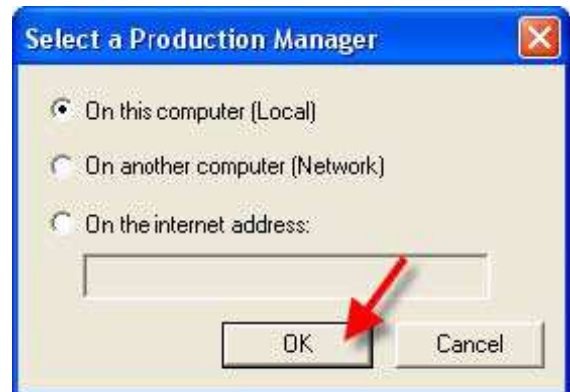 Select a Production Manager
On this computer (Local)
On another computer (Network)
On the internet address:
OK
Cancel